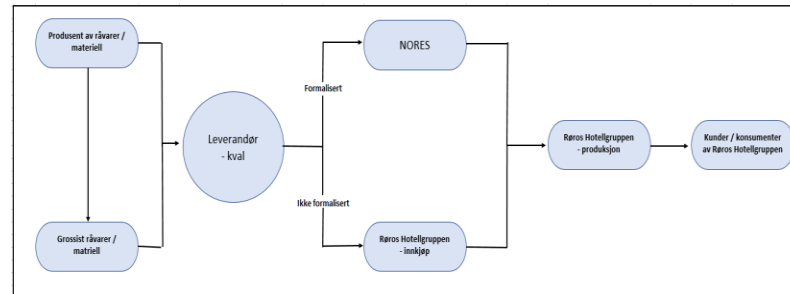 Produsent av råvarer /
materiell
NORES
Formalisert
Leverandør
- kval
Røros Hotellgruppen
- produksjon
Kunder / konsumenter
av Røros Hotellgruppen
Ikke formalisert
Grossist råvarer /
matriell
Røros Hotellgruppen
- innkjøp